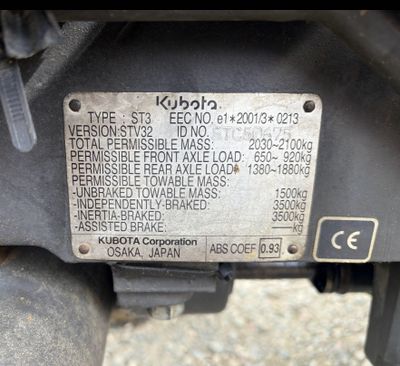 Kubota
TYPE : ST3 EEC NO. e1*2001/3*0213
VERSION:STV32 ID NO.
TOTAL PERMISSIBLE MASS: 2030~2100kg
PERMISSIBLE FRONT AXLE LOAD: 650~ 920kg
PERMISSIBLE REAR AXLE LOAD: 1380~1880kg
PERMISSIBLE TOWABLE MASS:
-UNBRAKED TOWABLE MASS: 1500kg
-INDEPENDENTLY-BRAKED: 3500kg
-INERTIA-BRAKED: 3500kg
-ASSISTED BRAKE: —kg
KUBOTA Corporation
OSAKA, JAPAN
ABS COEF 0.93
CE